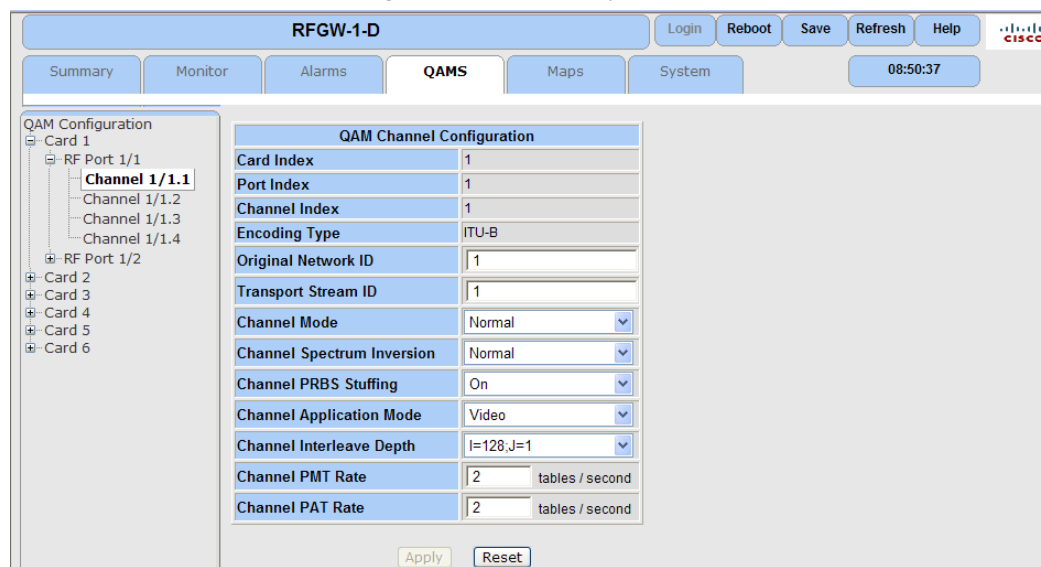 RFGW-1-D
Login Reboot Save Refresh Help
cisco
Summary Monitor Alarms QAMS Maps System 08:50:37
QAM Configuration
Card 1
RF Port 1/1
Channel 1/1.1
Channel 1/1.2
Channel 1/1.3
Channel 1/1.4
RF Port 1/2
Card 2
Card 3
Card 4
Card 5
Card 6
QAM Channel Configuration
Card Index 1
Port Index 1
Channel Index 1
Encoding Type ITU-B
Original Network ID 1
Transport Stream ID 1
Channel Mode Normal
Channel Spectrum Inversion Normal
Channel PRBS Stuffing On
Channel Application Mode Video
Channel Interleave Depth I=128;J=1
Channel PMT Rate 2 tables / second
Channel PAT Rate 2 tables / second
Apply Reset